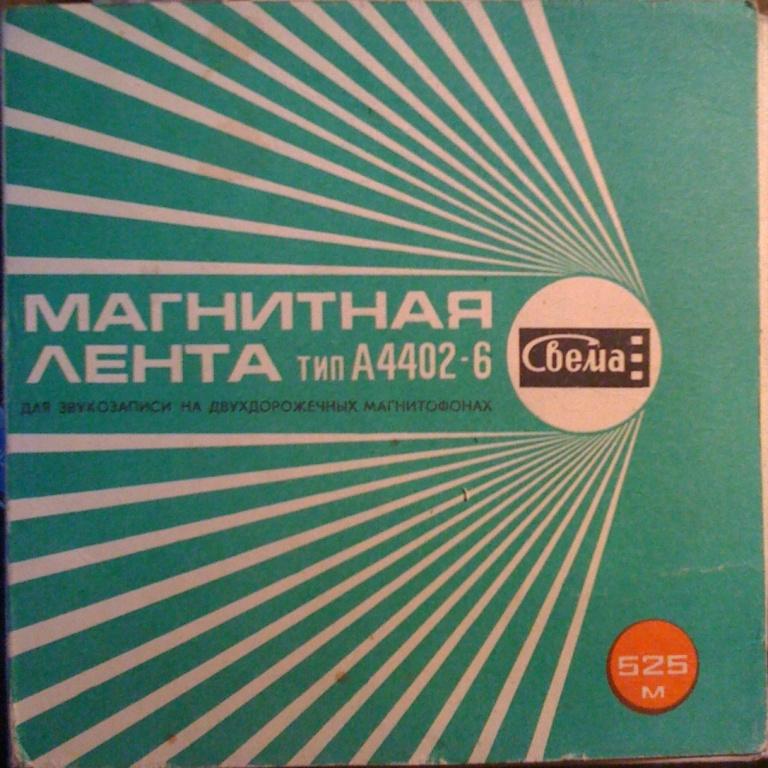 МАГНИТНАЯ
ЛЕНТА тип А4402-6
ДЛЯ ЗВУКОЗАПИСИ НА ДВУХДОРОЖЕЧНЫХ МАГНИТОФОНАХ
Свема
525
М